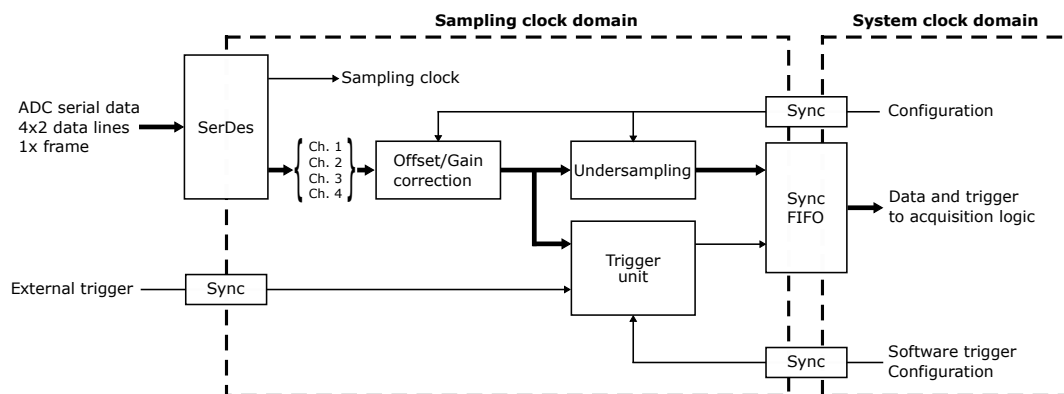 Sampling clock domain
System clock domain
Sampling clock
ADC serial data
4x2 data lines
1x frame
SerDes
Sync
Configuration
Ch. 1
Ch. 2
Ch. 3
Ch. 4
Offset/Gain
correction
Undersampling
Sync
FIFO
Data and trigger
to acquisition logic
Trigger
unit
External trigger
Sync
Sync
Software trigger
Configuration